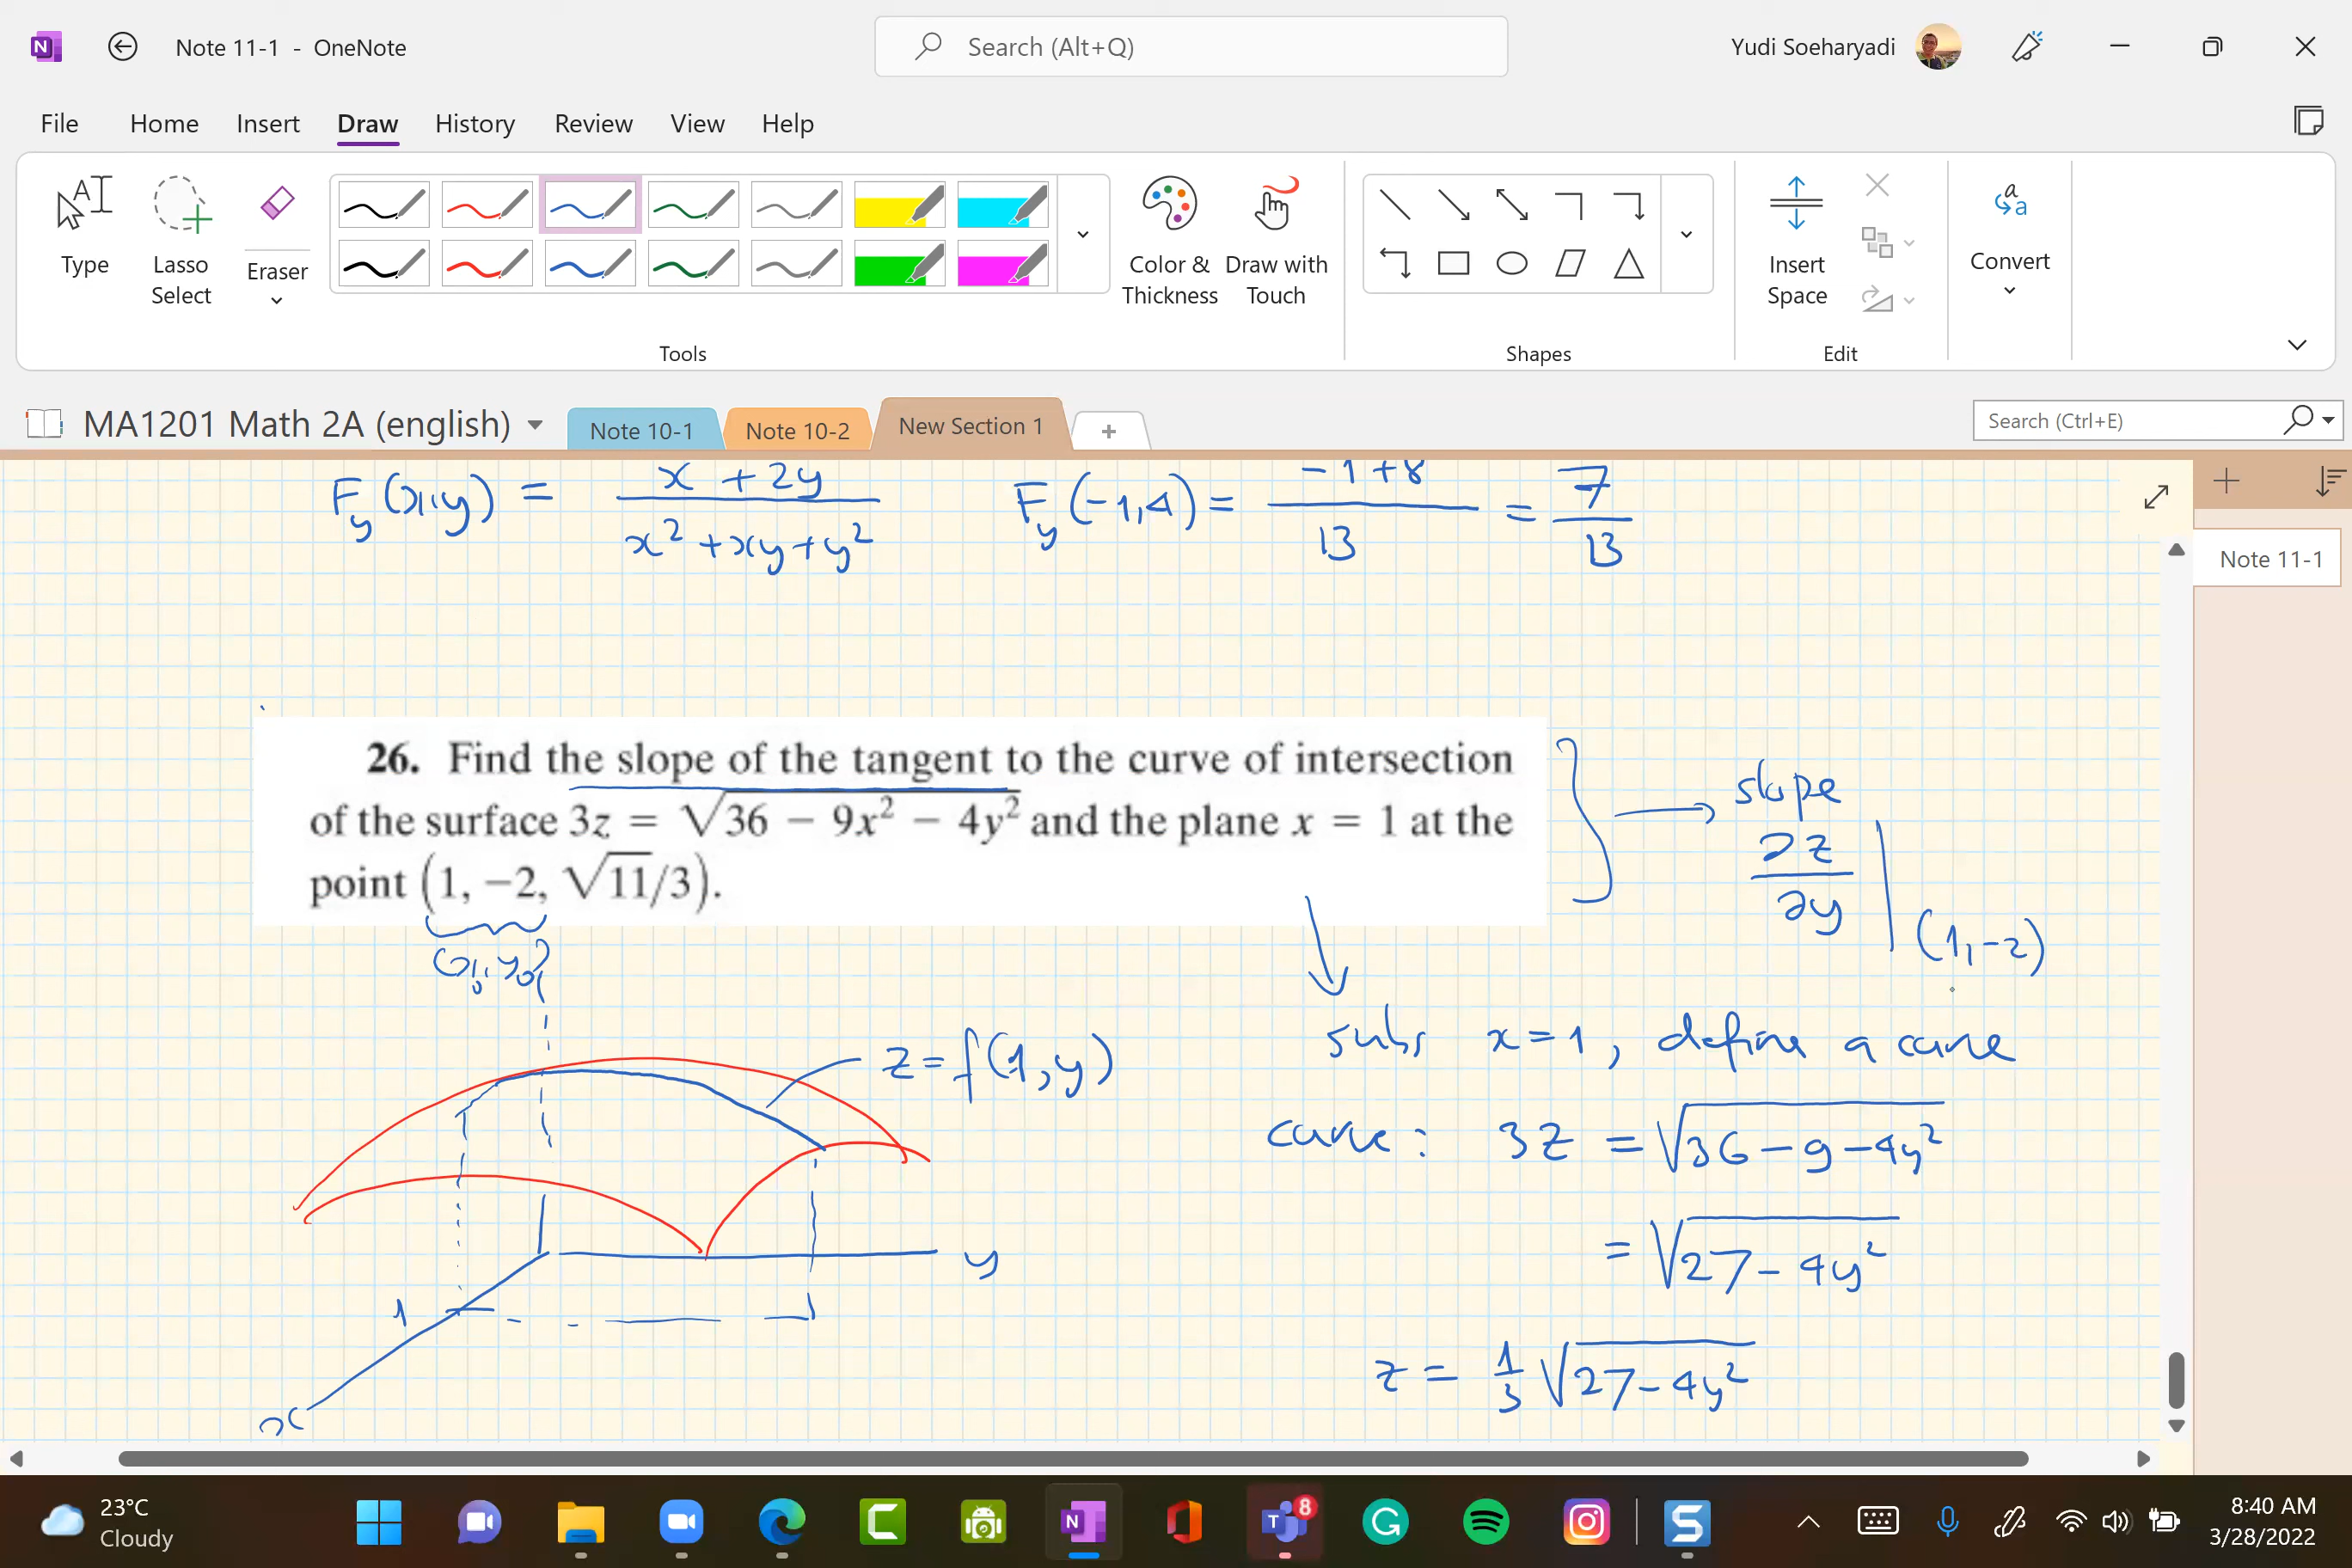 Note 11-1 - OneNote
Search (Alt+Q)
Yudi Soeharyadi
File Home Insert Draw History Review View Help
Type
Lasso Select
Eraser
Color & Thickness
Draw with Touch
Insert Space
Convert
Tools
Shapes
Edit
MA1201 Math 2A (english)
Note 10-1
Note 10-2
New Section 1
Search (Ctrl+E)
Note 11-1
F_y (x,y) = (x + 2y)/(x² + xy + y²)
F_y (-1,4) = (-1+8)/13 = 7/13
26. Find the slope of the tangent to the curve of intersection
of the surface 3z = √(36 − 9x² − 4y²) and the plane x = 1 at the
point (1, −2, √11/3).
slope
∂z/∂y | (1,-2)
(x₀, y₀)
subs x = 1, define a curve
z = f(1,y)
curve: 3z = √(36 - 9 - 4y²)
= √(27 - 4y²)
z = 1/3 √(27 - 4y²)
y
1
x
23°C
Cloudy
8
8:40 AM
3/28/2022